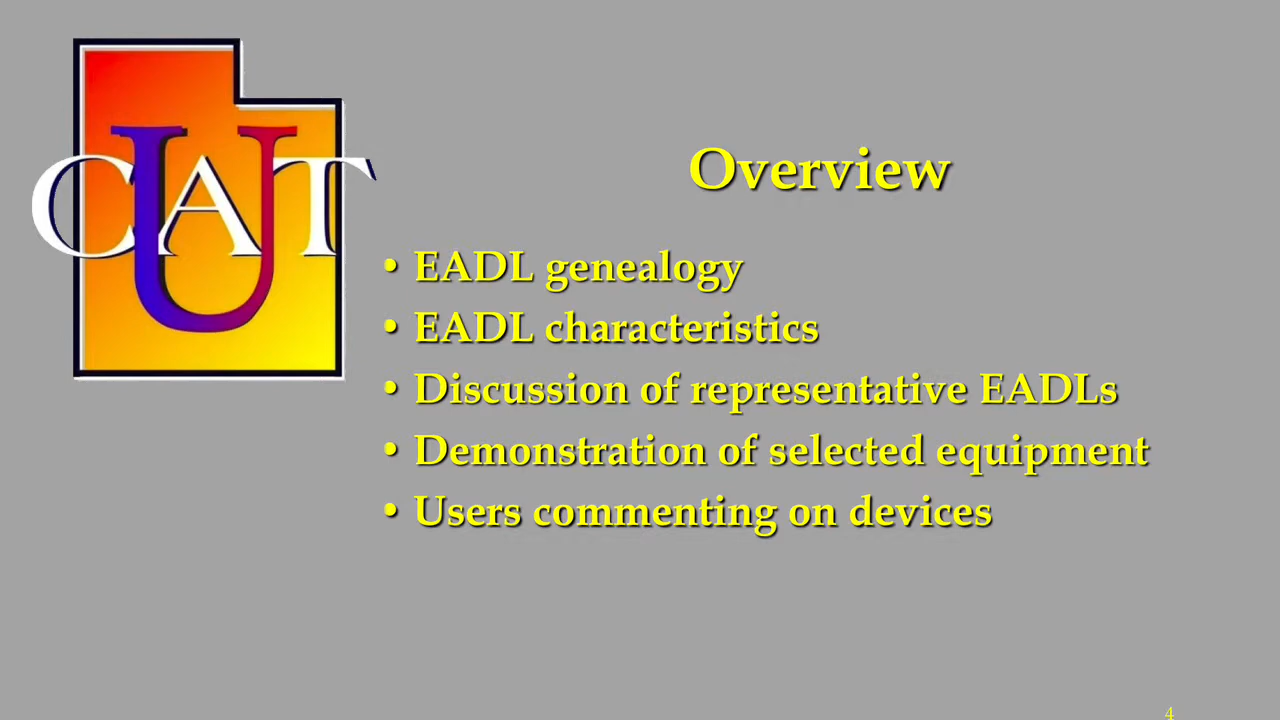 UCAT
Overview
• EADL genealogy
• EADL characteristics
• Discussion of representative EADLs
• Demonstration of selected equipment
• Users commenting on devices
4